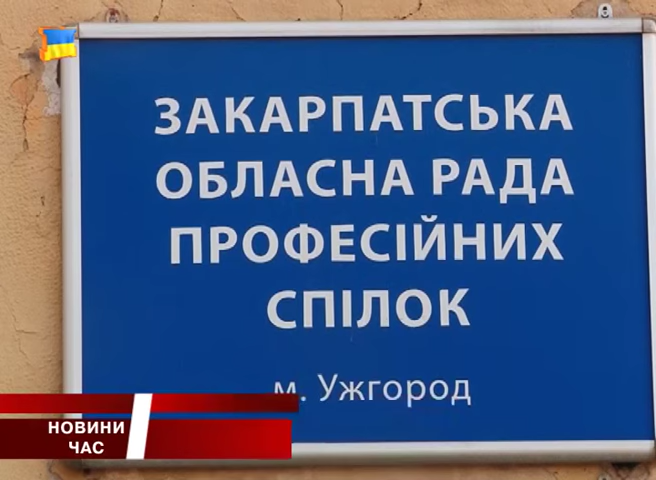 ЗАКАРПАТСЬКА
ОБЛАСНА РАДА
ПРОФЕСІЙНИХ
СПІЛОК
м. Ужгород
НОВИНИ
ЧАС